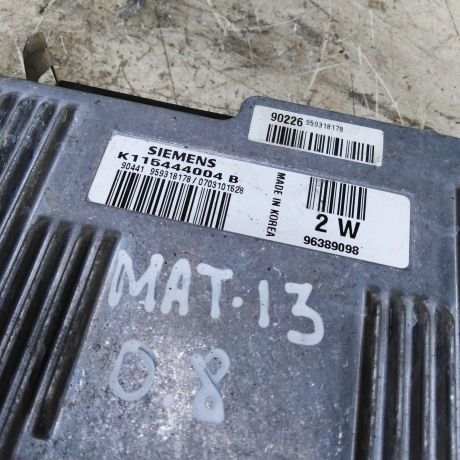 90226 959318178
SIEMENS
K115444004 B
90441 959318178 / 0703101528
MADE IN KOREA
2 W
96389098
MAT.13
0.8